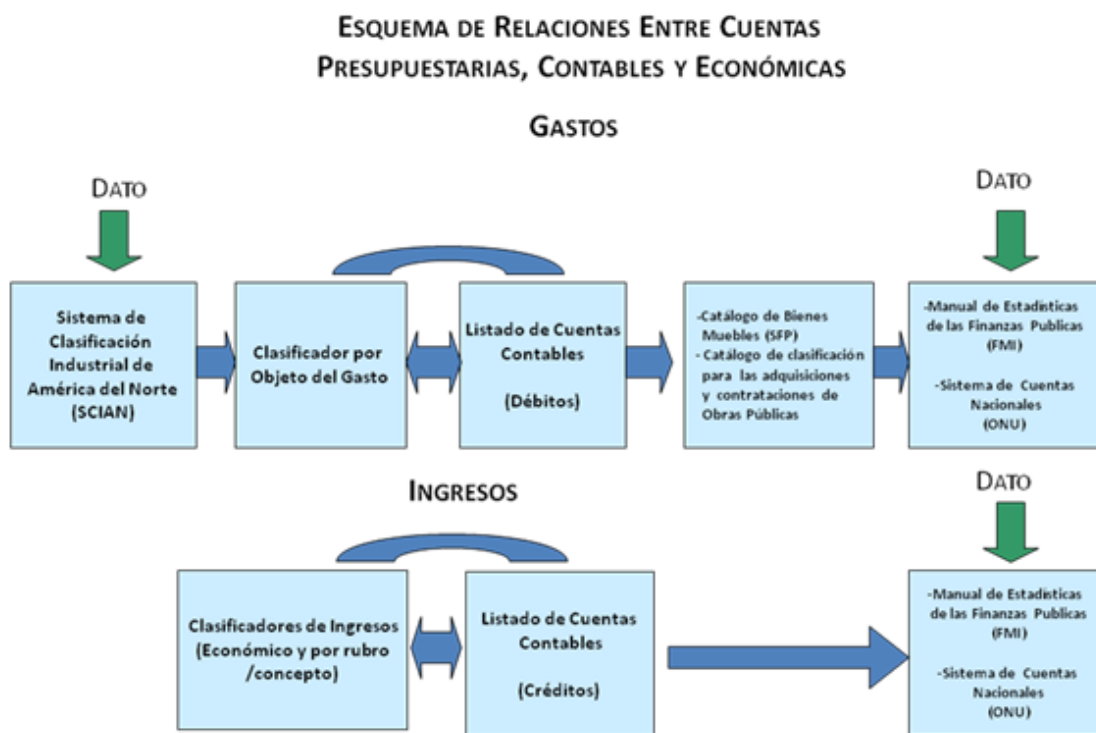 ESQUEMA DE RELACIONES ENTRE CUENTAS
PRESUPUESTARIAS, CONTABLES Y ECONÓMICAS
GASTOS
DATO
DATO
Sistema de
Clasificación
Industrial de
América del Norte
(SCIAN)
Clasificador por
Objeto del Gasto
Listado de Cuentas
Contables
(Débitos)
-Catálogo de Bienes
Muebles (SFP)
- Catálogo de clasificación
para las adquisiciones
y contrataciones de
Obras Públicas
-Manual de Estadísticas
de las Finanzas Publicas
(FMI)
-Sistema de Cuentas
Nacionales
(ONU)
INGRESOS
DATO
Clasificadores de Ingresos
(Económico y por rubro
/concepto)
Listado de Cuentas
Contables
(Créditos)
-Manual de Estadísticas
de las Finanzas Publicas
(FMI)
-Sistema de Cuentas
Nacionales
(ONU)